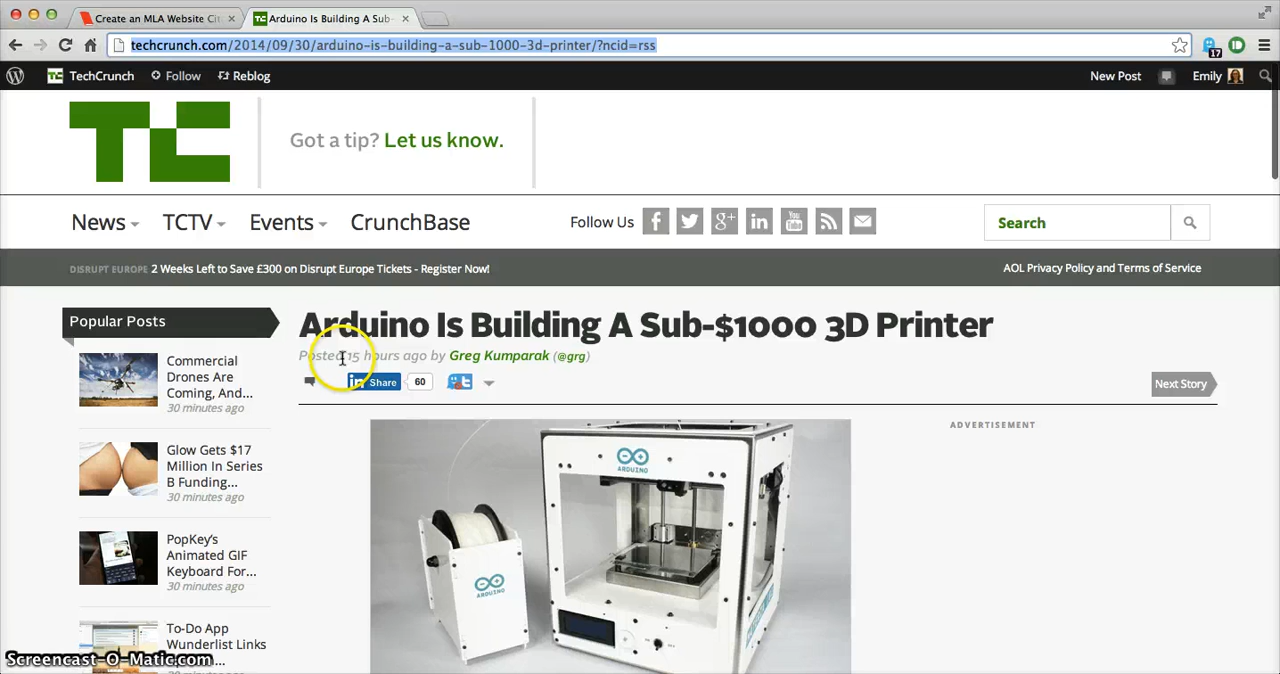 Create an MLA Website Cit
Arduino Is Building A Sub-
techcrunch.com/2014/09/30/arduino-is-building-a-sub-1000-3d-printer/?ncid=rss
17
TechCrunch Follow Reblog New Post Emily
TC
Got a tip? Let us know.
News TCTV Events CrunchBase Follow Us Search
DISRUPT EUROPE 2 Weeks Left to Save £300 on Disrupt Europe Tickets - Register Now! AOL Privacy Policy and Terms of Service
Popular Posts
Commercial
Drones Are
Coming, And...
30 minutes ago
Glow Gets $17
Million In Series
B Funding...
30 minutes ago
PopKey's
Animated GIF
Keyboard For...
30 minutes ago
To-Do App
Wunderlist Links
Arduino Is Building A Sub-$1000 3D Printer
Posted 15 hours ago by Greg Kumparak (@grg)
Share 60
Next Story
ADVERTISEMENT
ARDUINO
ARDUINO
Screencast-O-Matic.com